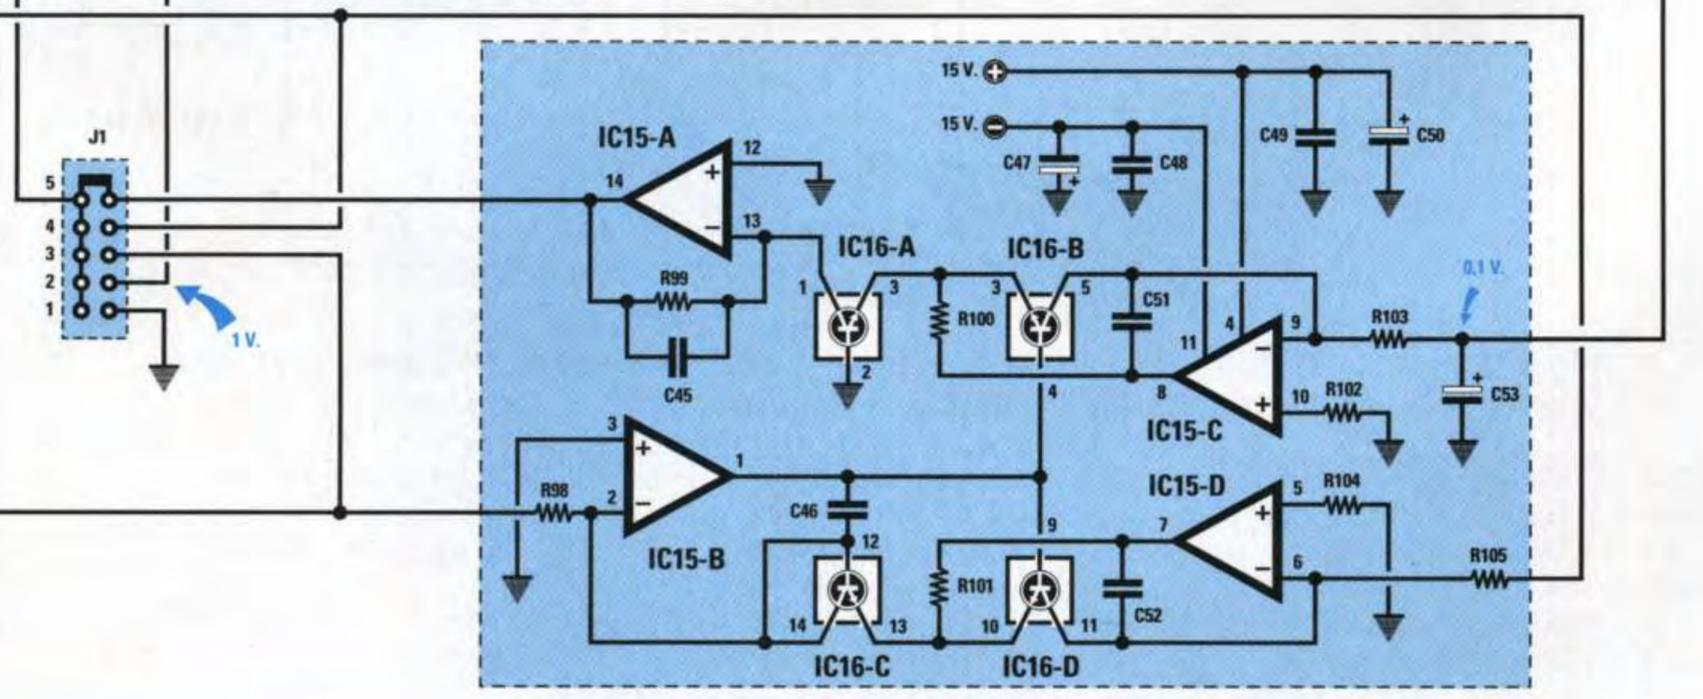 15 V. +
15 V. -
C49
+
C50
C47
+
C48
J1
5
4
3
2
1
1 V.
IC15-A
14
12
+
13
-
R99
C45
IC16-A
1
3
2
IC16-B
3
5
4
R100
C51
0,1 V.
11
4
9
-
R103
8
+
10
R102
+
C53
IC15-C
3
+
1
R98
2
-
IC15-B
C46
12
14
13
IC16-C
R101
9
10
11
IC16-D
C52
IC15-D
7
5
+
R104
6
-
R105